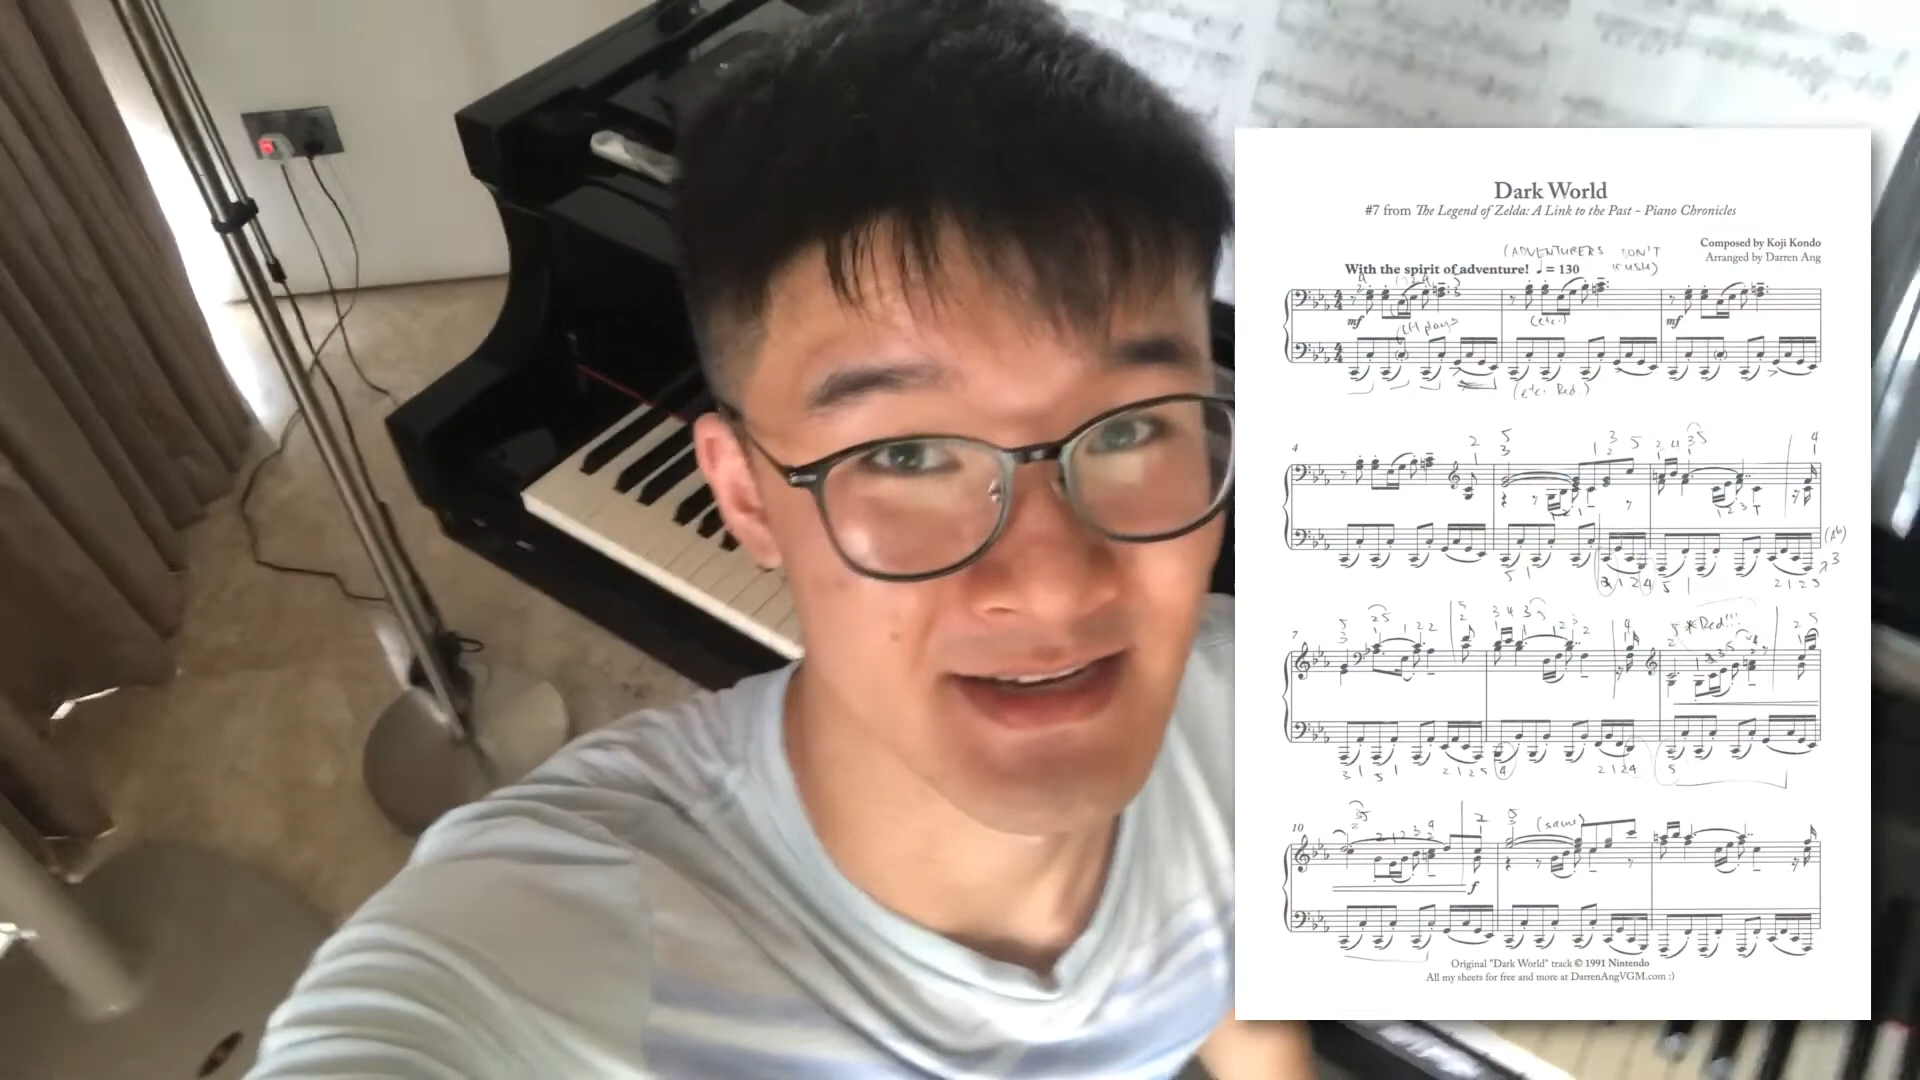 Dark World
#7 from The Legend of Zelda: A Link to the Past - Piano Chronicles
Composed by Koji Kondo
Arranged by Darren Ang
(ADVENTURERS DON'T
RUSH)
With the spirit of adventure! ♩ = 130
mf
mf
(LH plays
(etc.)
(etc. Ped.)
4
7
*Ped!!!
10
(same)
f
Original "Dark World" track © 1991 Nintendo
All my sheets for free and more at DarrenAngVGM.com :)